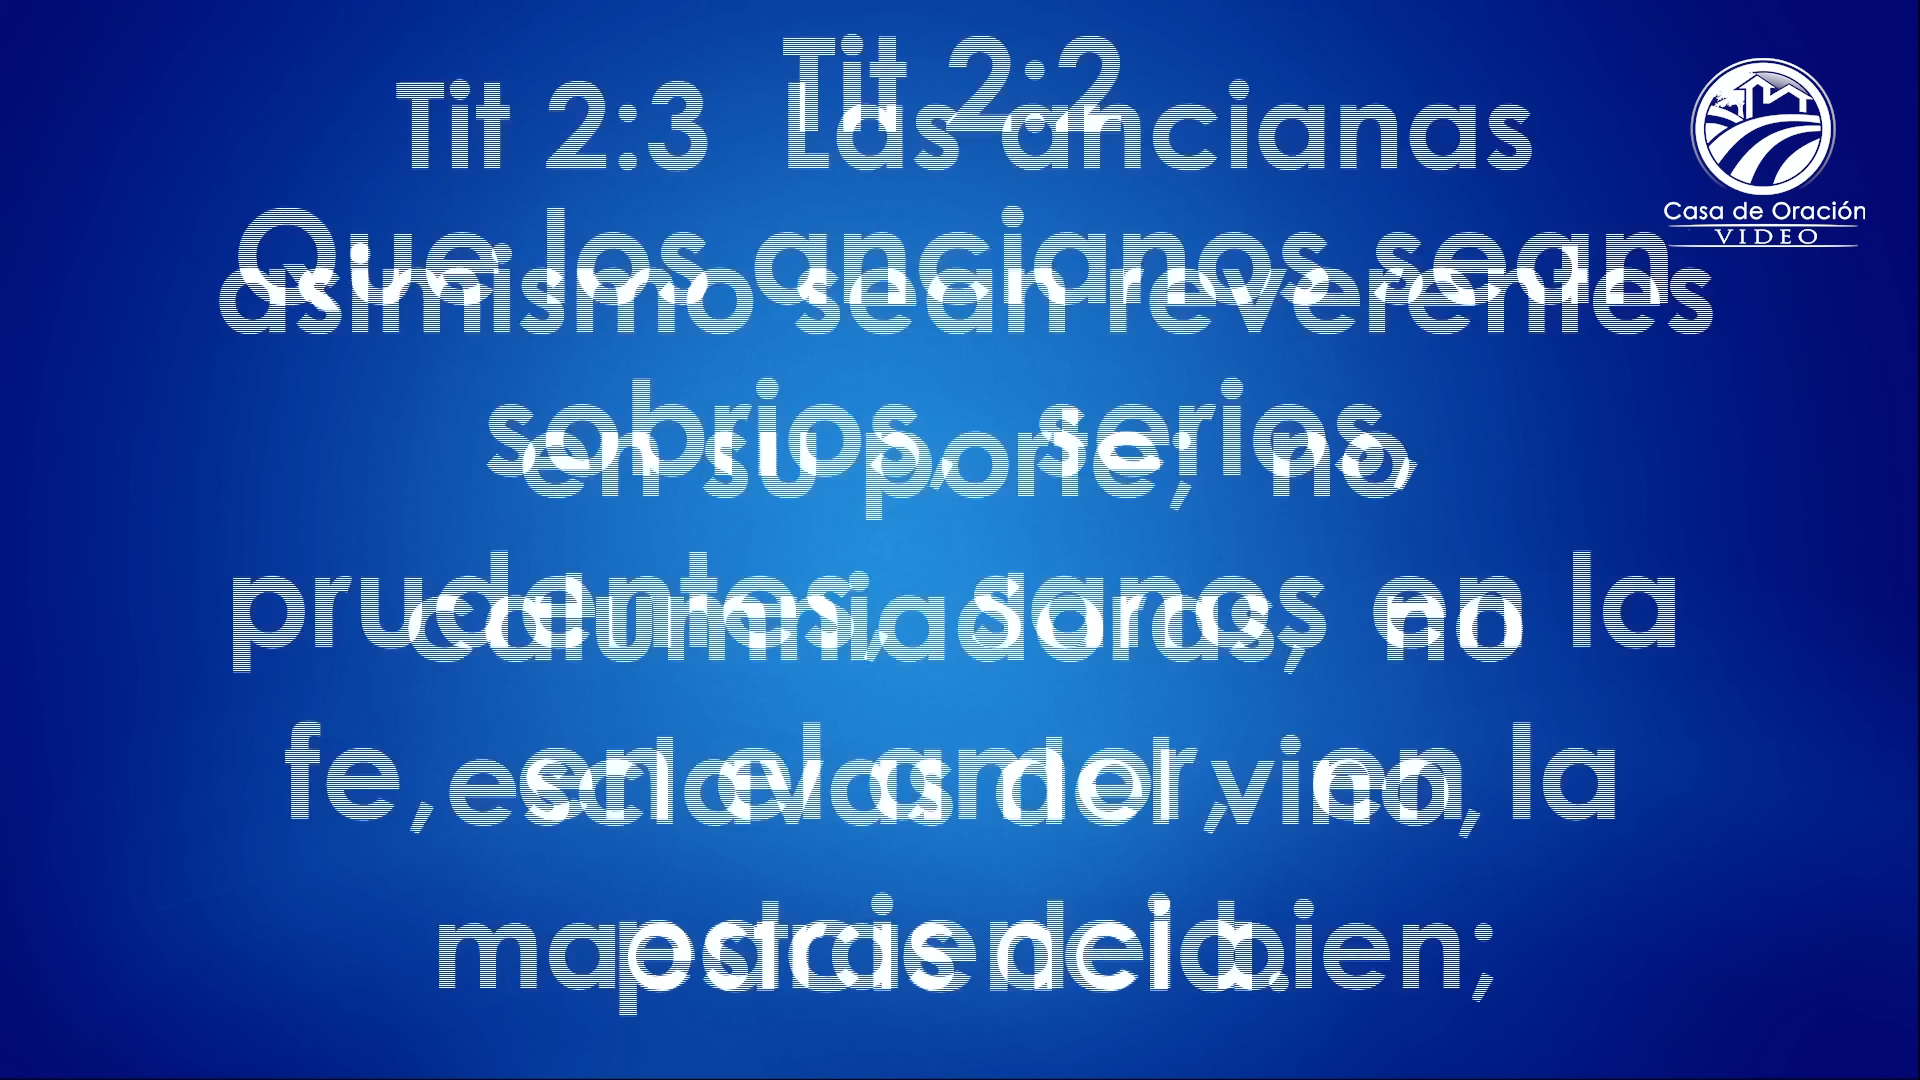 Tit 2:2
Que los ancianos sean
sobrios, serios,
prudentes, sanos en la
fe, en el amor, en la
paciencia.
Tit 2:3 Las ancianas
asimismo sean reverentes
en su porte; no
calumniadoras, no
esclavas del vino,
maestras del bien;
Casa de Oración
VIDEO